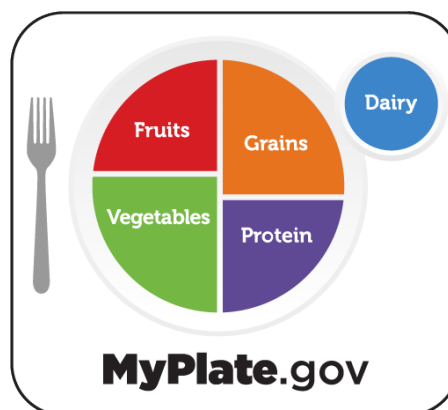 Dairy
Fruits
Grains
Vegetables
Protein
MyPlate.gov